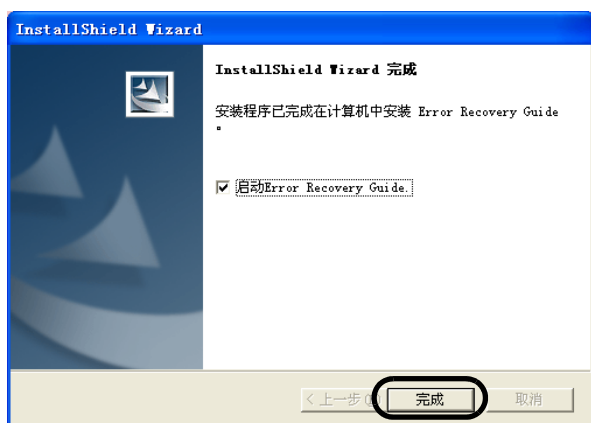 InstallShield Wizard
InstallShield Wizard 完成
安装程序已完成在计算机中安装 Error Recovery Guide
。
启动Error Recovery Guide.
< 上一步
完成
取消